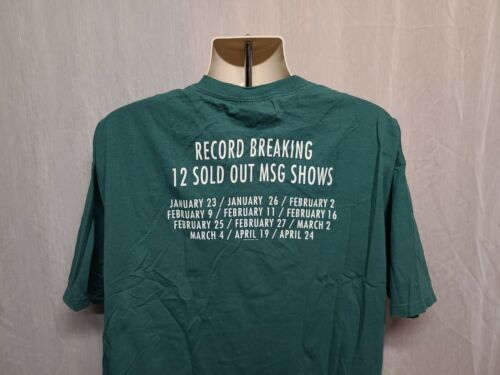 RECORD BREAKING
12 SOLD OUT MSG SHOWS
JANUARY 23 / JANUARY 26 / FEBRUARY 2
FEBRUARY 9 / FEBRUARY 11 / FEBRUARY 16
FEBRUARY 25 / FEBRUARY 27 / MARCH 2
MARCH 4 / APRIL 19 / APRIL 24